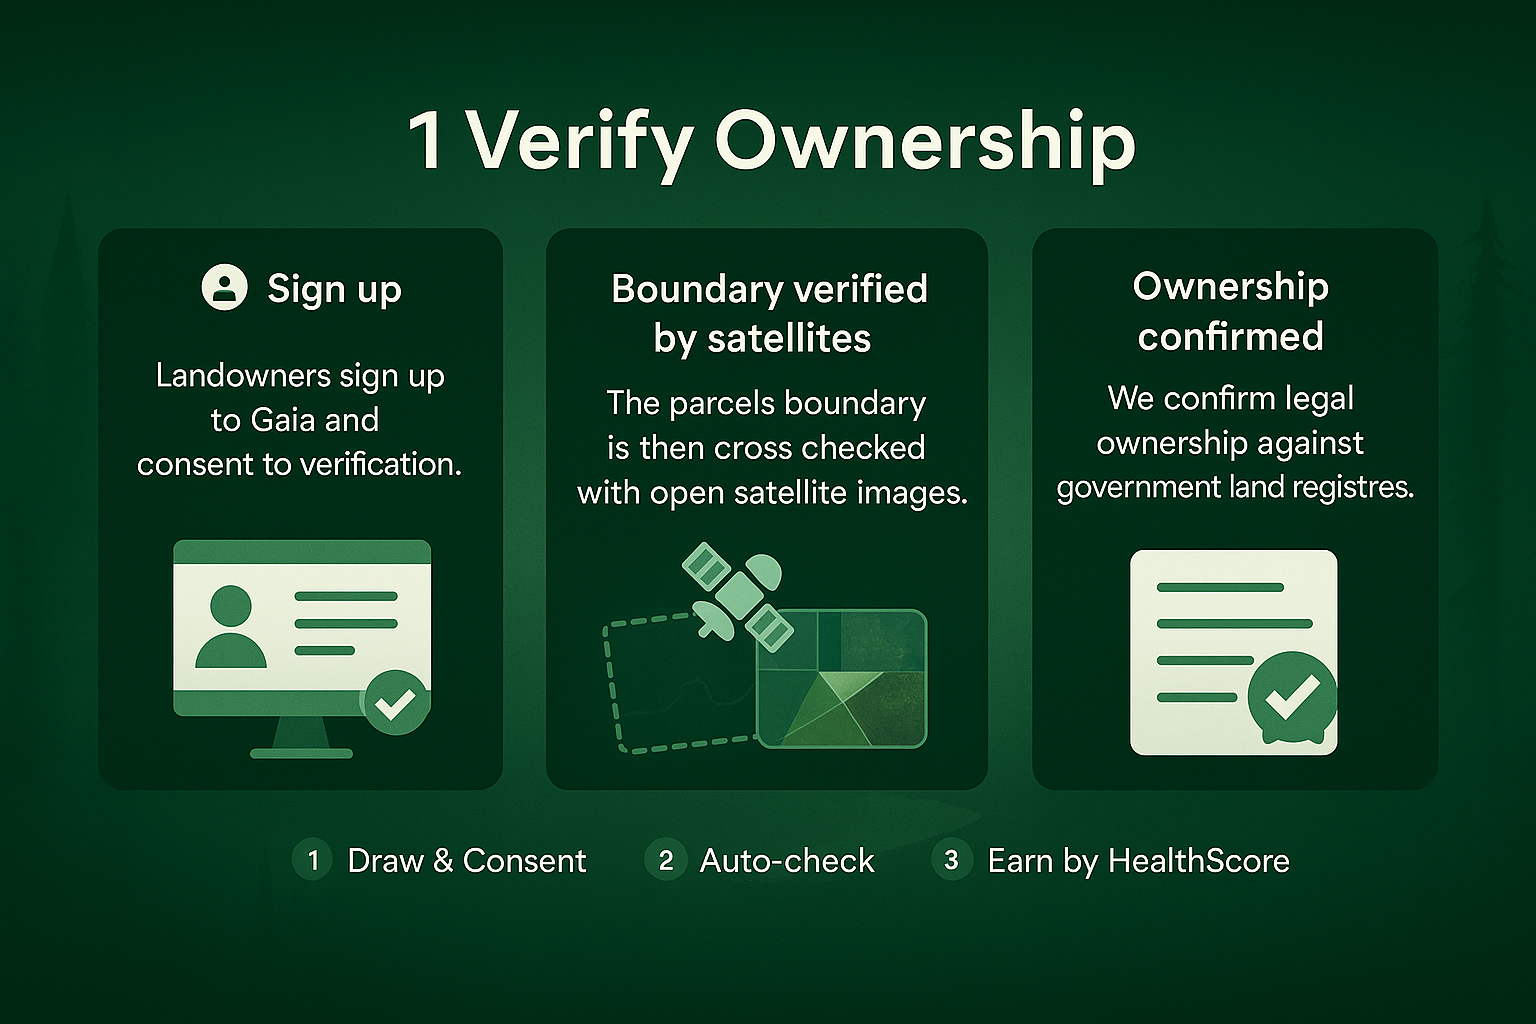 1 Verify Ownership
Sign up
Landowners sign up
to Gaia and
consent to verification.
Boundary verified
by satellites
The parcels boundary
is then cross checked
with open satellite images.
Ownership
confirmed
We confirm legal
ownership against
government land registres.
1 Draw & Consent
2 Auto-check
3 Earn by HealthScore